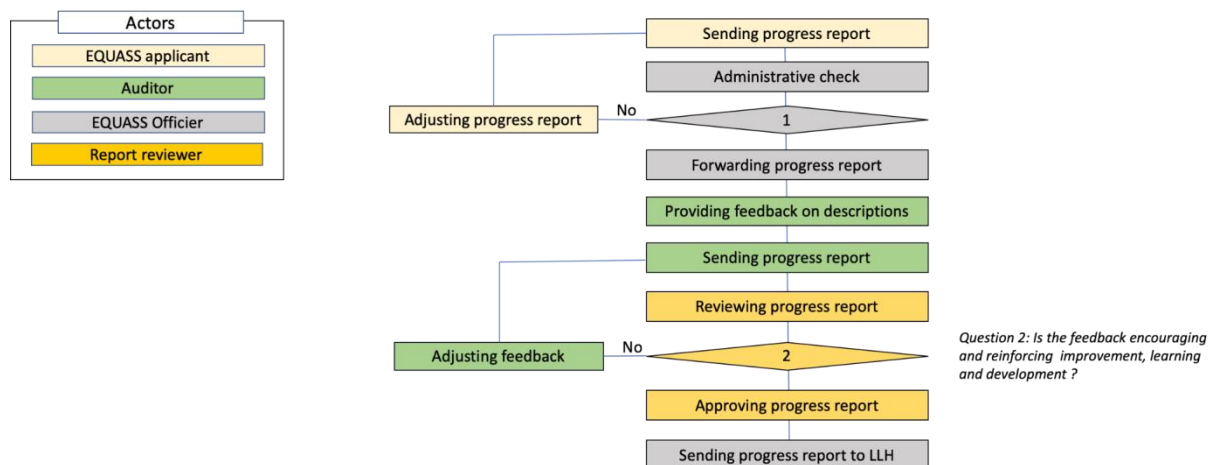 Actors
EQUASS applicant
Auditor
EQUASS Officier
Report reviewer
Sending progress report
Administrative check
No
Adjusting progress report
1
Forwarding progress report
Providing feedback on descriptions
Sending progress report
Reviewing progress report
No
Adjusting feedback
2
Question 2: Is the feedback encouraging
and reinforcing improvement, learning
and development ?
Approving progress report
Sending progress report to LLH